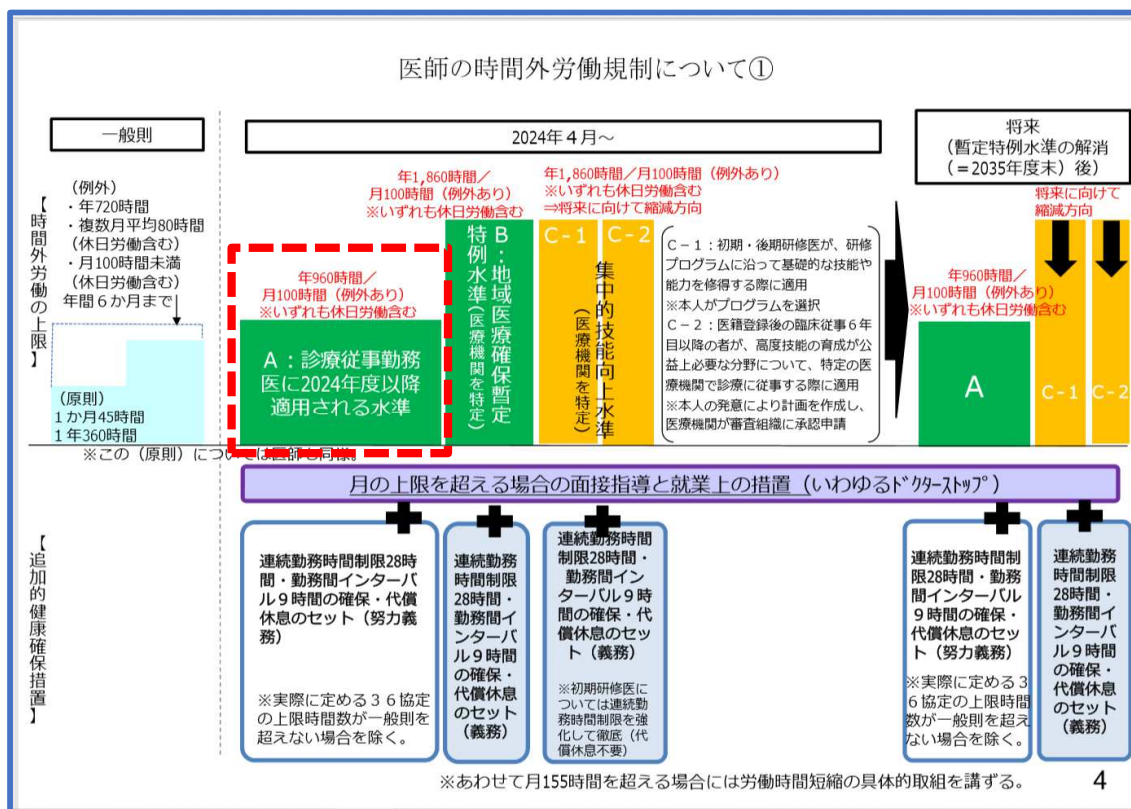 医師の時間外労働規制について①
一般則
2024年４月～
将来
（暫定特例水準の解消
（＝2035年度末）後）
【時間外労働の上限】
（例外）
・年720時間
・複数月平均80時間
（休日労働含む）
・月100時間未満
（休日労働含む）
年間６か月まで
（原則）
１か月45時間
１年360時間
※この（原則）については医師も同様。
年960時間／
月100時間（例外あり）
※いずれも休日労働含む
A：診療従事勤務
医に2024年度以降
適用される水準
年1,860時間／
月100時間（例外あり）
※いずれも休日労働含む
B：地域医療確保暫定
特例水準（医療機関を特定）
年1,860時間／月100時間（例外あり）
※いずれも休日労働含む
⇒将来に向けて縮減方向
C-1
C-2
集中的技能向上水準
（医療機関を特定）
C－1：初期・後期研修医が、研修
プログラムに沿って基礎的な技能や
能力を修得する際に適用
※本人がプログラムを選択
C－2：医籍登録後の臨床従事６年
目以降の者が、高度技能の育成が公
益上必要な分野について、特定の医
療機関で診療に従事する際に適用
※本人の発意により計画を作成し、
医療機関が審査組織に承認申請
将来に向けて
縮減方向
年960時間／
月100時間（例外あり）
※いずれも休日労働含む
A
C-1
C-2
月の上限を超える場合の面接指導と就業上の措置（いわゆるﾄﾞｸﾀｰｽﾄｯﾌﾟ）
【追加的健康確保措置】
連続勤務時間制限28時
間・勤務間インターバ
ル９時間の確保・代償
休息のセット（努力義
務）
※実際に定める３６協定
の上限時間数が一般則を
超えない場合を除く。
連続勤務
時間制限
28時間・
勤務間イ
ンターバ
ル９時間
の確保・
代償休息
のセット
（義務）
連続勤務時間
制限28時間・
勤務間イン
ターバル９時
間の確保・代
償休息のセッ
ト（義務）
※初期研修医に
ついては連続勤
務時間制限を強
化して徹底（代
償休息不要）
連続勤務時間制
限28時間・勤務
間インターバル
９時間の確保・
代償休息のセッ
ト（努力義務）
※実際に定める３
６協定の上限時間
数が一般則を超え
ない場合を除く。
連続勤務
時間制限
28時間・
勤務間イ
ンターバ
ル９時間
の確保・
代償休息
のセット
（義務）
※あわせて月155時間を超える場合には労働時間短縮の具体的取組を講ずる。
4